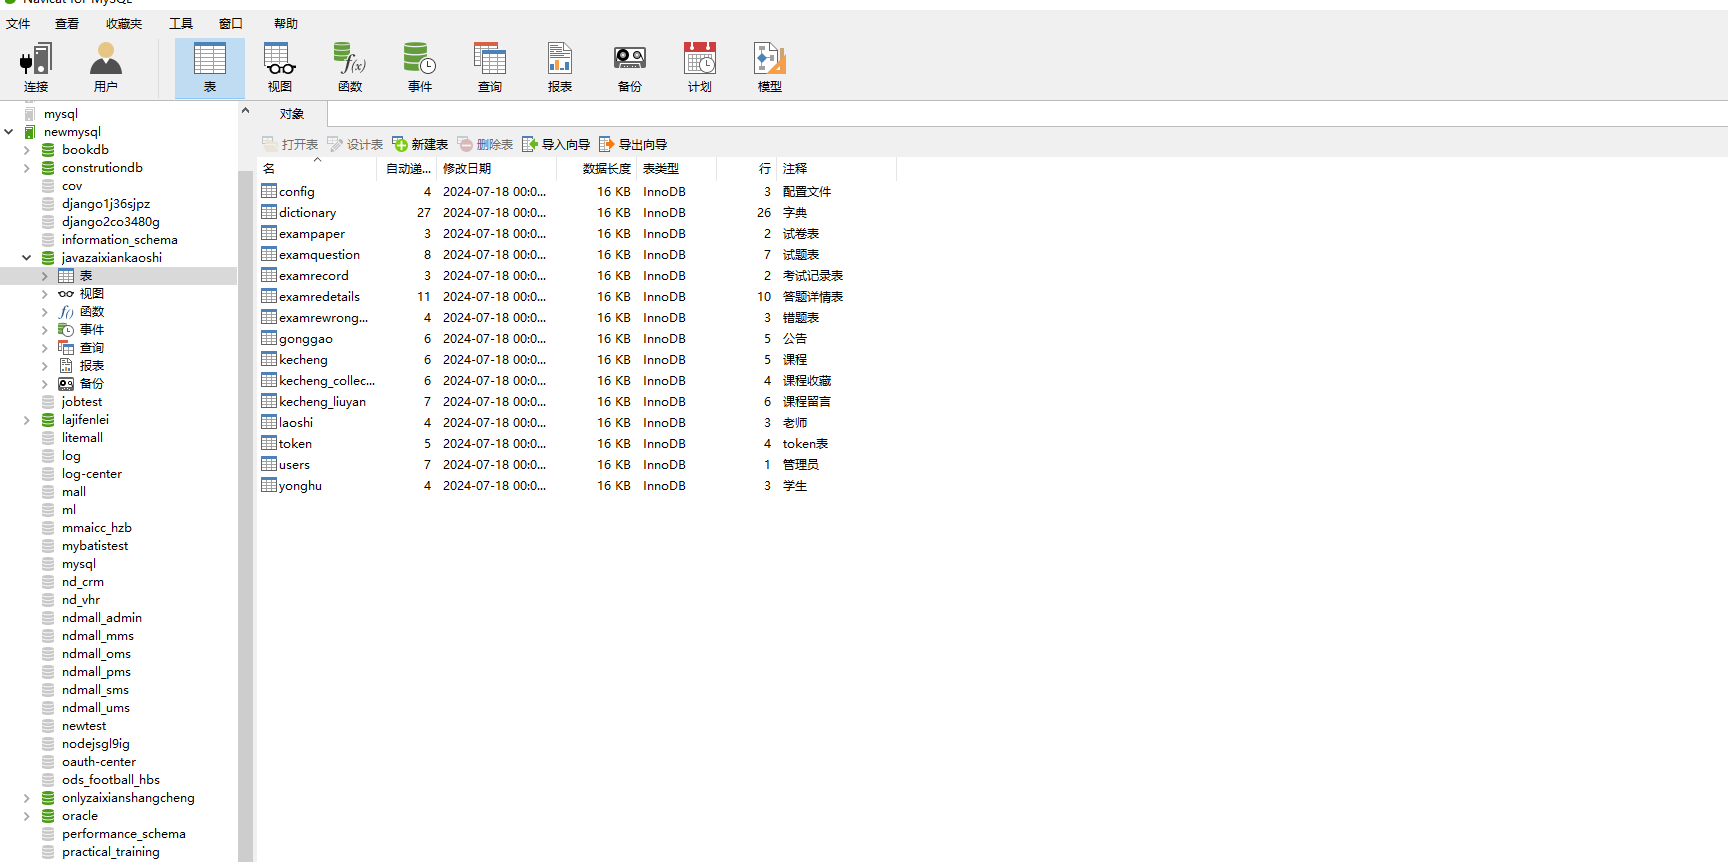 Navicat for MySQL
文件 查看 收藏夹 工具 窗口 帮助
连接 用户 表 视图 函数 事件 查询 报表 备份 计划 模型
mysql
newmysql
bookdb
construtiondb
cov
django1j36sjpz
django2co3480g
information_schema
javazaixiankaoshi
表
视图
函数
事件
查询
报表
备份
jobtest
lajifenlei
litemall
log
log-center
mall
ml
mmaicc_hzb
mybatistest
mysql
nd_crm
nd_vhr
ndmall_admin
ndmall_mms
ndmall_oms
ndmall_pms
ndmall_sms
ndmall_ums
newtest
nodejsgl9ig
oauth-center
ods_football_hbs
onlyzaixianshangcheng
oracle
performance_schema
practical_training
对象
打开表 设计表 新建表 删除表 导入向导 导出向导
名 自动递... 修改日期 数据长度 表类型 行 注释
config 4 2024-07-18 00:0... 16 KB InnoDB 3 配置文件
dictionary 27 2024-07-18 00:0... 16 KB InnoDB 26 字典
exampaper 3 2024-07-18 00:0... 16 KB InnoDB 2 试卷表
examquestion 8 2024-07-18 00:0... 16 KB InnoDB 7 试题表
examrecord 3 2024-07-18 00:0... 16 KB InnoDB 2 考试记录表
examredetails 11 2024-07-18 00:0... 16 KB InnoDB 10 答题详情表
examrewrong... 4 2024-07-18 00:0... 16 KB InnoDB 3 错题表
gonggao 6 2024-07-18 00:0... 16 KB InnoDB 5 公告
kecheng 6 2024-07-18 00:0... 16 KB InnoDB 5 课程
kecheng_collec... 6 2024-07-18 00:0... 16 KB InnoDB 4 课程收藏
kecheng_liuyan 7 2024-07-18 00:0... 16 KB InnoDB 6 课程留言
laoshi 4 2024-07-18 00:0... 16 KB InnoDB 3 老师
token 5 2024-07-18 00:0... 16 KB InnoDB 4 token表
users 7 2024-07-18 00:0... 16 KB InnoDB 1 管理员
yonghu 4 2024-07-18 00:0... 16 KB InnoDB 3 学生